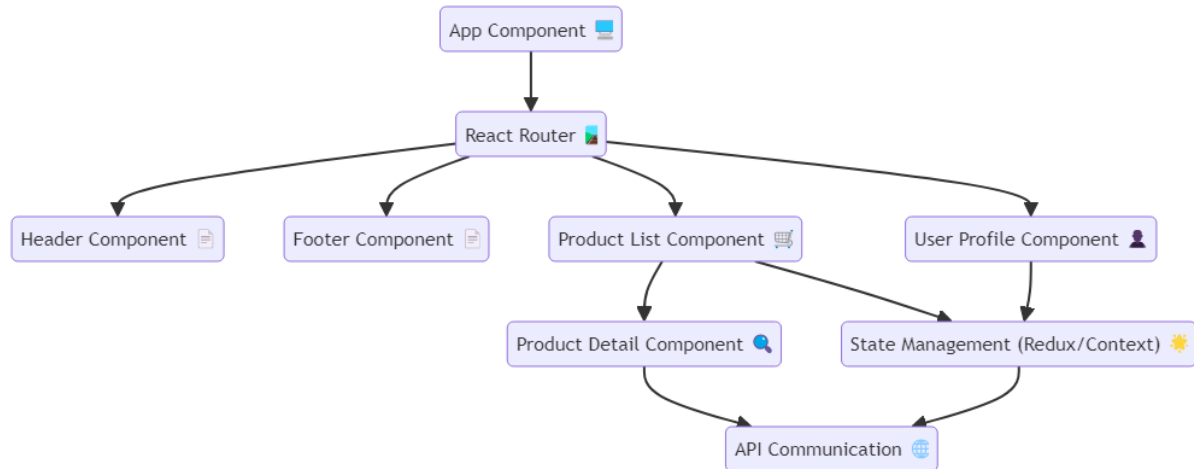 App Component 🖥️
React Router 🏞️
Header Component 📄
Footer Component 📄
Product List Component 🛒
User Profile Component 👤
Product Detail Component 🔍
State Management (Redux/Context) 🌟
API Communication 🌐